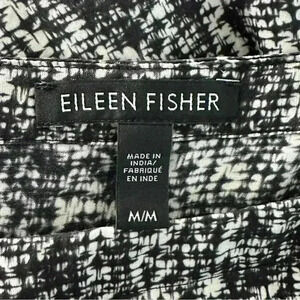 EILEEN FISHER
MADE IN
INDIA/
FABRIQUÉ
EN INDE
M/M